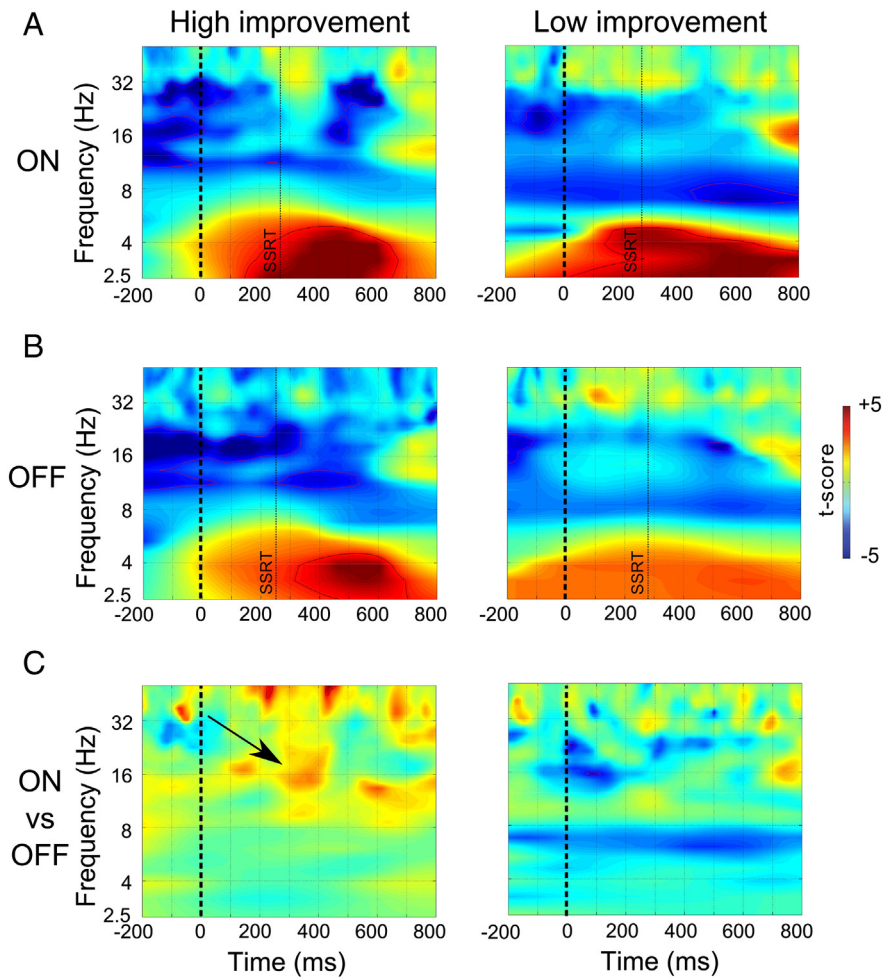 A
High improvement
Low improvement
ON
Frequency (Hz)
32
16
8
4
2.5
SSRT
SSRT
-200 0 200 400 600 800
-200 0 200 400 600 800
B
OFF
Frequency (Hz)
32
16
8
4
2.5
SSRT
SSRT
-200 0 200 400 600 800
-200 0 200 400 600 800
+5
t-score
-5
C
ON
vs
OFF
Frequency (Hz)
32
16
8
4
2.5
-200 0 200 400 600 800
-200 0 200 400 600 800
Time (ms)
Time (ms)